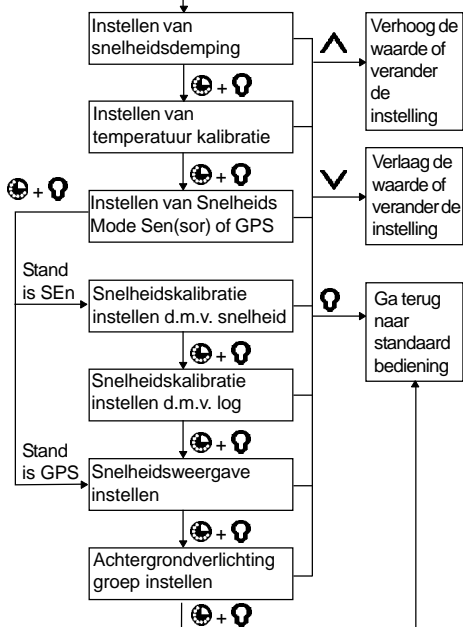 Instellen van
snelheidsdemping
Verhoog de
waarde of
verander
de
instelling
+
Instellen van
temperatuur kalibratie
+
Verlaag de
waarde of
verander de
instelling
+
Instellen van Snelheids
Mode Sen(sor) of GPS
Stand
is SEn
Snelheidskalibratie
instellen d.m.v. snelheid
Ga terug
naar
standaard
bediening
+
Snelheidskalibratie
instellen d.m.v. log
+
Stand
is GPS
Snelheidsweergave
instellen
+
Achtergrondverlichting
groep instellen
+